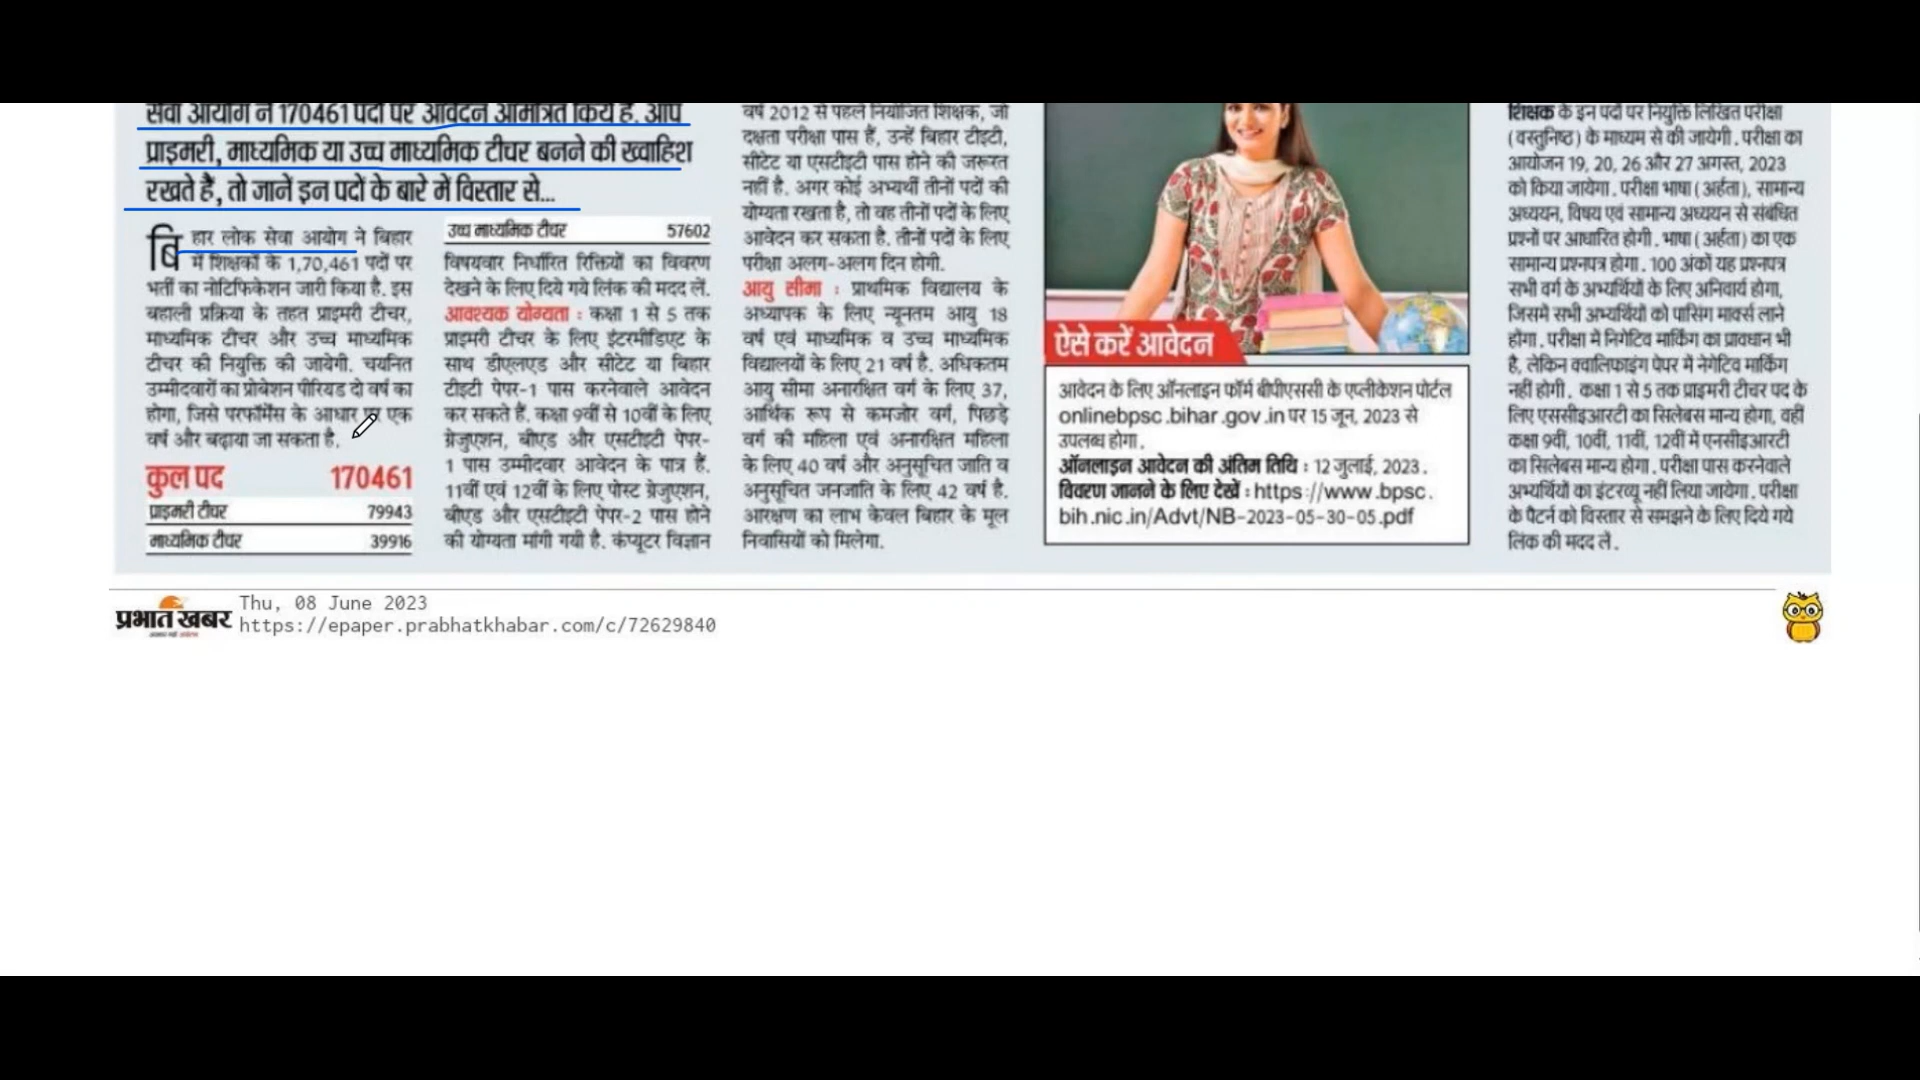 सेवा आयोग ने 170461 पदों पर आवेदन आमंत्रित किये हैं. आप
प्राइमरी, माध्यमिक या उच्च माध्यमिक टीचर बनने की ख्वाहिश
रखते हैं, तो जानें इन पदों के बारे में विस्तार से...
बिहार लोक सेवा आयोग ने बिहार
में शिक्षकों के 1,70,461 पदों पर
भर्ती का नोटिफिकेशन जारी किया है. इस
बहाली प्रक्रिया के तहत प्राइमरी टीचर,
माध्यमिक टीचर और उच्च माध्यमिक
टीचर की नियुक्ति की जायेगी. चयनित
उम्मीदवारों का प्रोबेशन पीरियड दो वर्ष का
होगा, जिसे परफॉर्मेंस के आधार पर एक
वर्ष और बढ़ाया जा सकता है.
कुल पद 170461
प्राइमरी टीचर 79943
माध्यमिक टीचर 39916
उच्च माध्यमिक टीचर 57602
विषयवार निर्धारित रिक्तियों का विवरण
देखने के लिए दिये गये लिंक की मदद लें.
आवश्यक योग्यता : कक्षा 1 से 5 तक
प्राइमरी टीचर के लिए इंटरमीडिएट के
साथ डीएलएड और सीटेट या बिहार
टीइटी पेपर-1 पास करनेवाले आवेदन
कर सकते हैं. कक्षा 9वीं से 10वीं के लिए
ग्रेजुएशन, बीएड और एसटीइटी पेपर-
1 पास उम्मीदवार आवेदन के पात्र हैं.
11वीं एवं 12वीं के लिए पोस्ट ग्रेजुएशन,
बीएड और एसटीइटी पेपर-2 पास होने
की योग्यता मांगी गयी है. कंप्यूटर विज्ञान
वर्ष 2012 से पहले नियोजित शिक्षक, जो
दक्षता परीक्षा पास हैं, उन्हें बिहार टीइटी,
सीटेट या एसटीइटी पास होने की जरूरत
नहीं है. अगर कोई अभ्यर्थी तीनों पदों की
योग्यता रखता है, तो वह तीनों पदों के लिए
आवेदन कर सकता है. तीनों पदों के लिए
परीक्षा अलग-अलग दिन होगी.
आयु सीमा : प्राथमिक विद्यालय के
अध्यापक के लिए न्यूनतम आयु 18
वर्ष एवं माध्यमिक व उच्च माध्यमिक
विद्यालयों के लिए 21 वर्ष है. अधिकतम
आयु सीमा अनारक्षित वर्ग के लिए 37,
आर्थिक रूप से कमजोर वर्ग, पिछड़े
वर्ग की महिला एवं अनारक्षित महिला
के लिए 40 वर्ष और अनुसूचित जाति व
अनुसूचित जनजाति के लिए 42 वर्ष है.
आरक्षण का लाभ केवल बिहार के मूल
निवासियों को मिलेगा.
ऐसे करें आवेदन
आवेदन के लिए ऑनलाइन फॉर्म बीपीएससी के एप्लीकेशन पोर्टल
onlinebpsc.bihar.gov.in पर 15 जून, 2023 से
उपलब्ध होगा.
ऑनलाइन आवेदन की अंतिम तिथि : 12 जुलाई, 2023.
विवरण जानने के लिए देखें : https://www.bpsc.
bih.nic.in/Advt/NB-2023-05-30-05.pdf
शिक्षक के इन पदों पर नियुक्ति लिखित परीक्षा
(वस्तुनिष्ठ) के माध्यम से की जायेगी. परीक्षा का
आयोजन 19, 20, 26 और 27 अगस्त, 2023
को किया जायेगा. परीक्षा भाषा (अर्हता), सामान्य
अध्ययन, विषय एवं सामान्य अध्ययन से संबंधित
प्रश्नों पर आधारित होगी. भाषा (अर्हता) का एक
सामान्य प्रश्नपत्र होगा. 100 अंकों यह प्रश्नपत्र
सभी वर्ग के अभ्यर्थियों के लिए अनिवार्य होगा,
जिसमें सभी अभ्यर्थियों को पासिंग मार्क्स लाने
होंगा. परीक्षा में निगेटिव मार्किंग का प्रावधान भी
है, लेकिन क्वालिफाइंग पेपर में नेगेटिव मार्किंग
नहीं होगी. कक्षा 1 से 5 तक प्राइमरी टीचर पद के
लिए एससीइआरटी का सिलेबस मान्य होगा, वहीं
कक्षा 9वीं, 10वीं, 11वीं, 12वीं में एनसीइआरटी
का सिलेबस मान्य होगा. परीक्षा पास करनेवाले
अभ्यर्थियों का इंटरव्यू नहीं लिया जायेगा. परीक्षा
के पैटर्न को विस्तार से समझने के लिए दिये गये
लिंक की मदद लें.
प्रभात खबर
Thu, 08 June 2023
https://epaper.prabhatkhabar.com/c/72629840